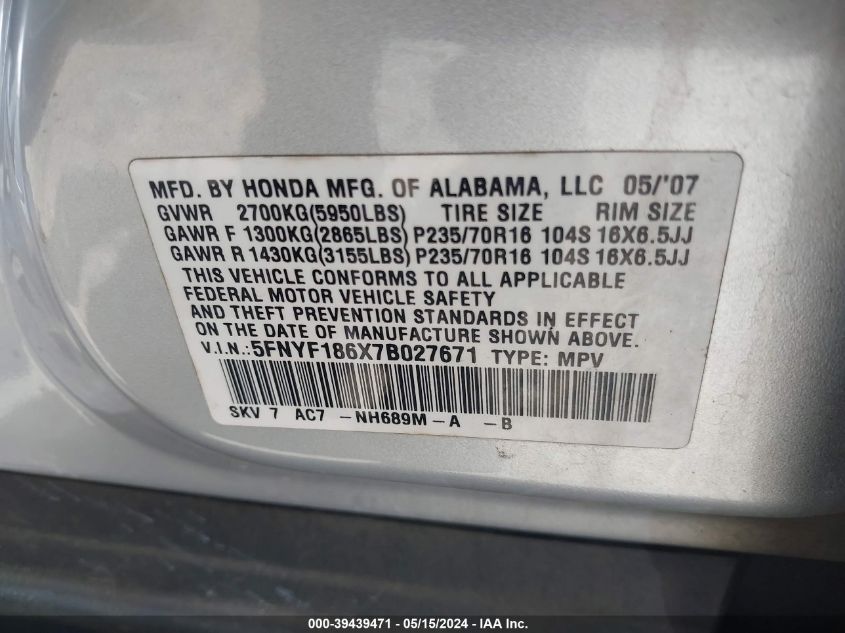 MFD. BY HONDA MFG. OF ALABAMA, LLC 05/'07
GVWR 2700KG(5950LBS) TIRE SIZE RIM SIZE
GAWR F 1300KG(2865LBS) P235/70R16 104S 16X6.5JJ
GAWR R 1430KG(3155LBS) P235/70R16 104S 16X6.5JJ
THIS VEHICLE CONFORMS TO ALL APPLICABLE
FEDERAL MOTOR VEHICLE SAFETY
AND THEFT PREVENTION STANDARDS IN EFFECT
ON THE DATE OF MANUFACTURE SHOWN ABOVE.
V.I.N.:5FNYF186X7B027671 TYPE: MPV
SKV 7 AC7 -NH689M-A -B
000-39439471 - 05/15/2024 - IAA Inc.